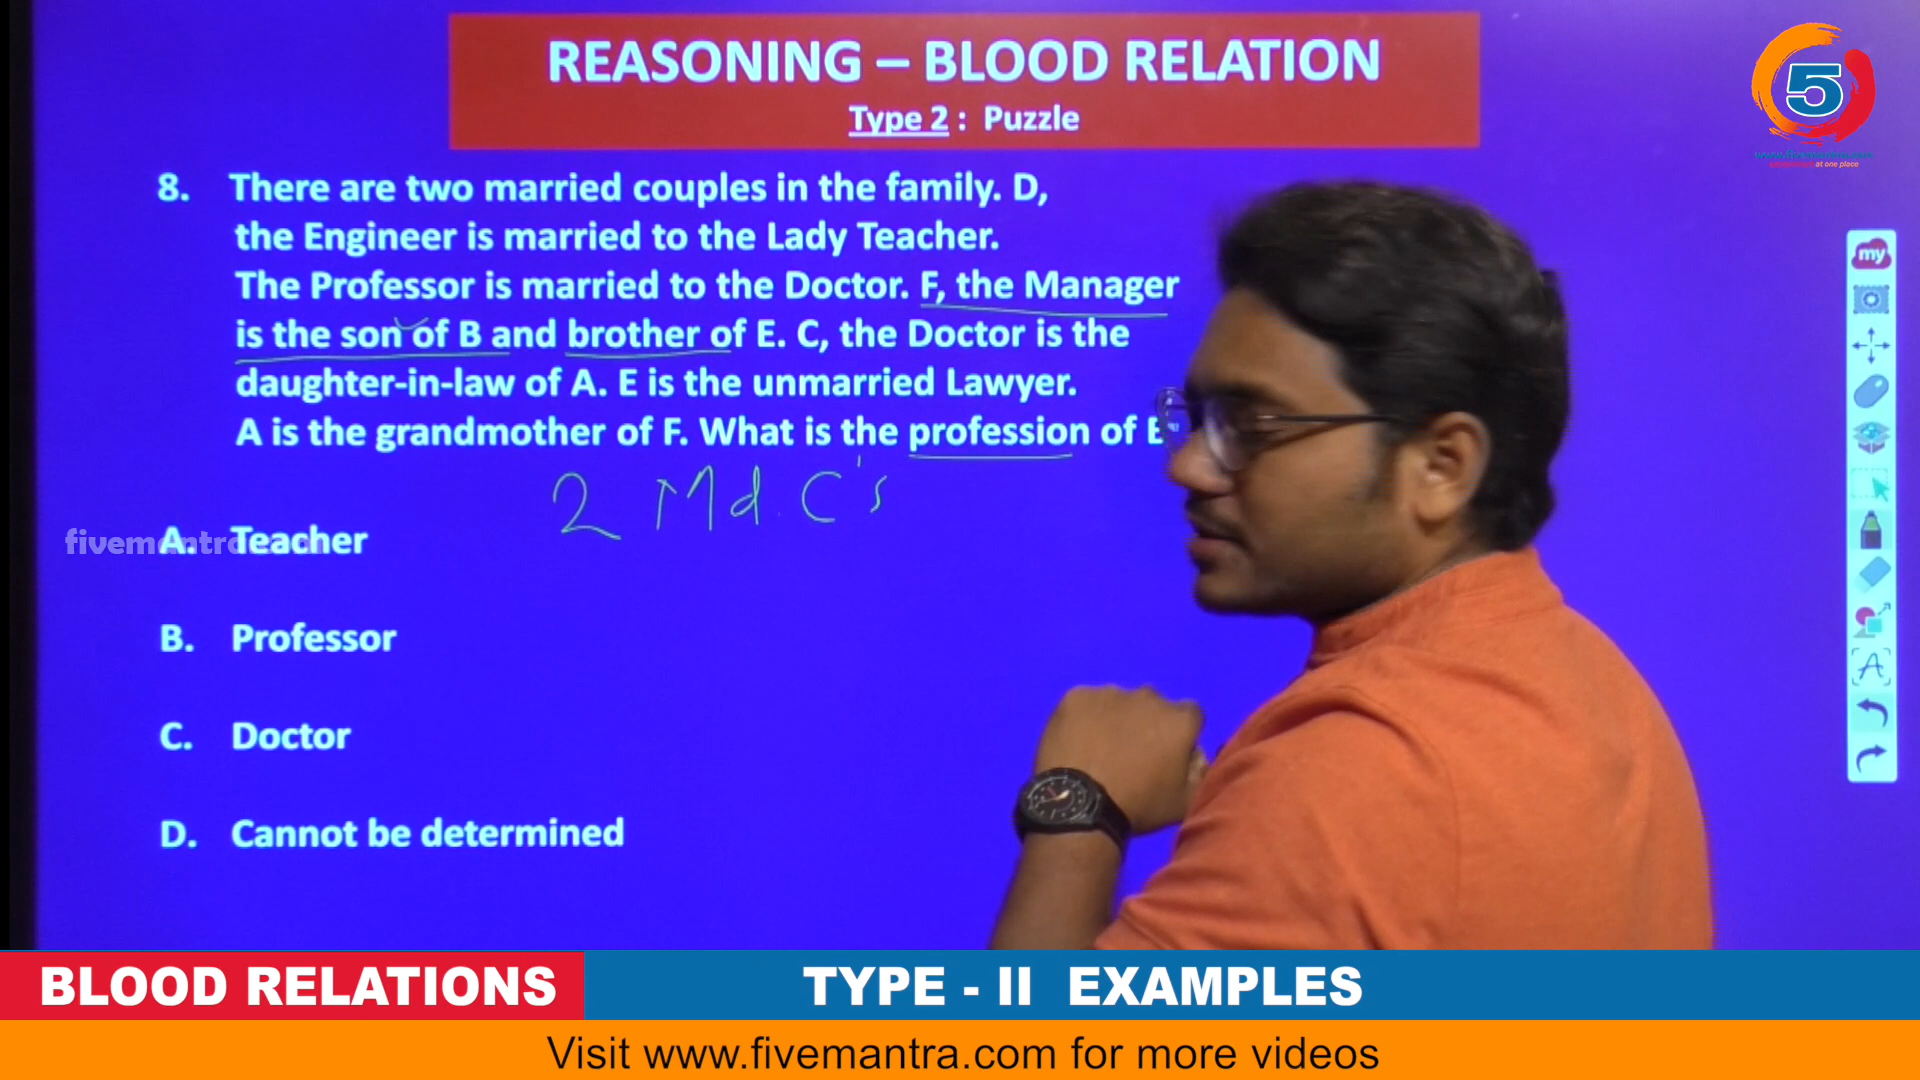 REASONING – BLOOD RELATION
Type 2 : Puzzle
5
8. There are two married couples in the family. D,
the Engineer is married to the Lady Teacher.
The Professor is married to the Doctor. F, the Manager
is the son of B and brother of E. C, the Doctor is the
daughter-in-law of A. E is the unmarried Lawyer.
A is the grandmother of F. What is the profession of
2 Md. C's
fivemantra.com
A. Teacher
B. Professor
C. Doctor
D. Cannot be determined
my
A
BLOOD RELATIONS
TYPE - II EXAMPLES
Visit www.fivemantra.com for more videos